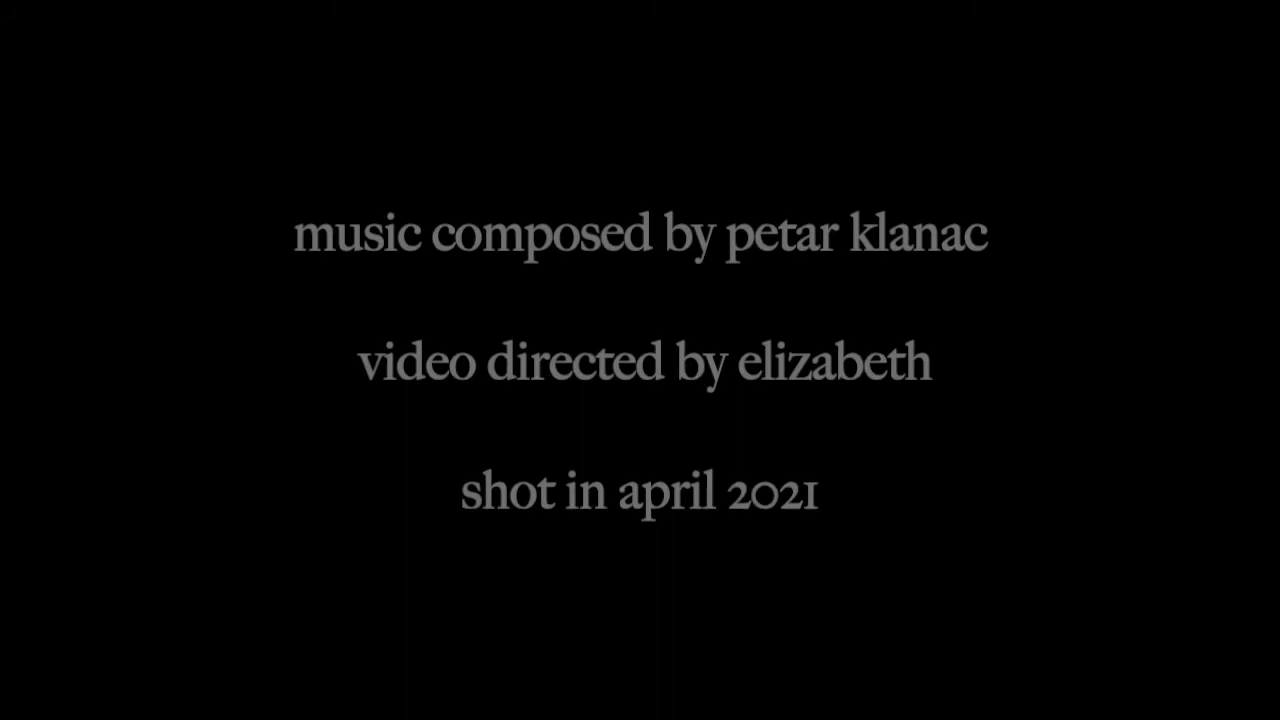 music composed by petar klanac
video directed by elizabeth
shot in april 2021